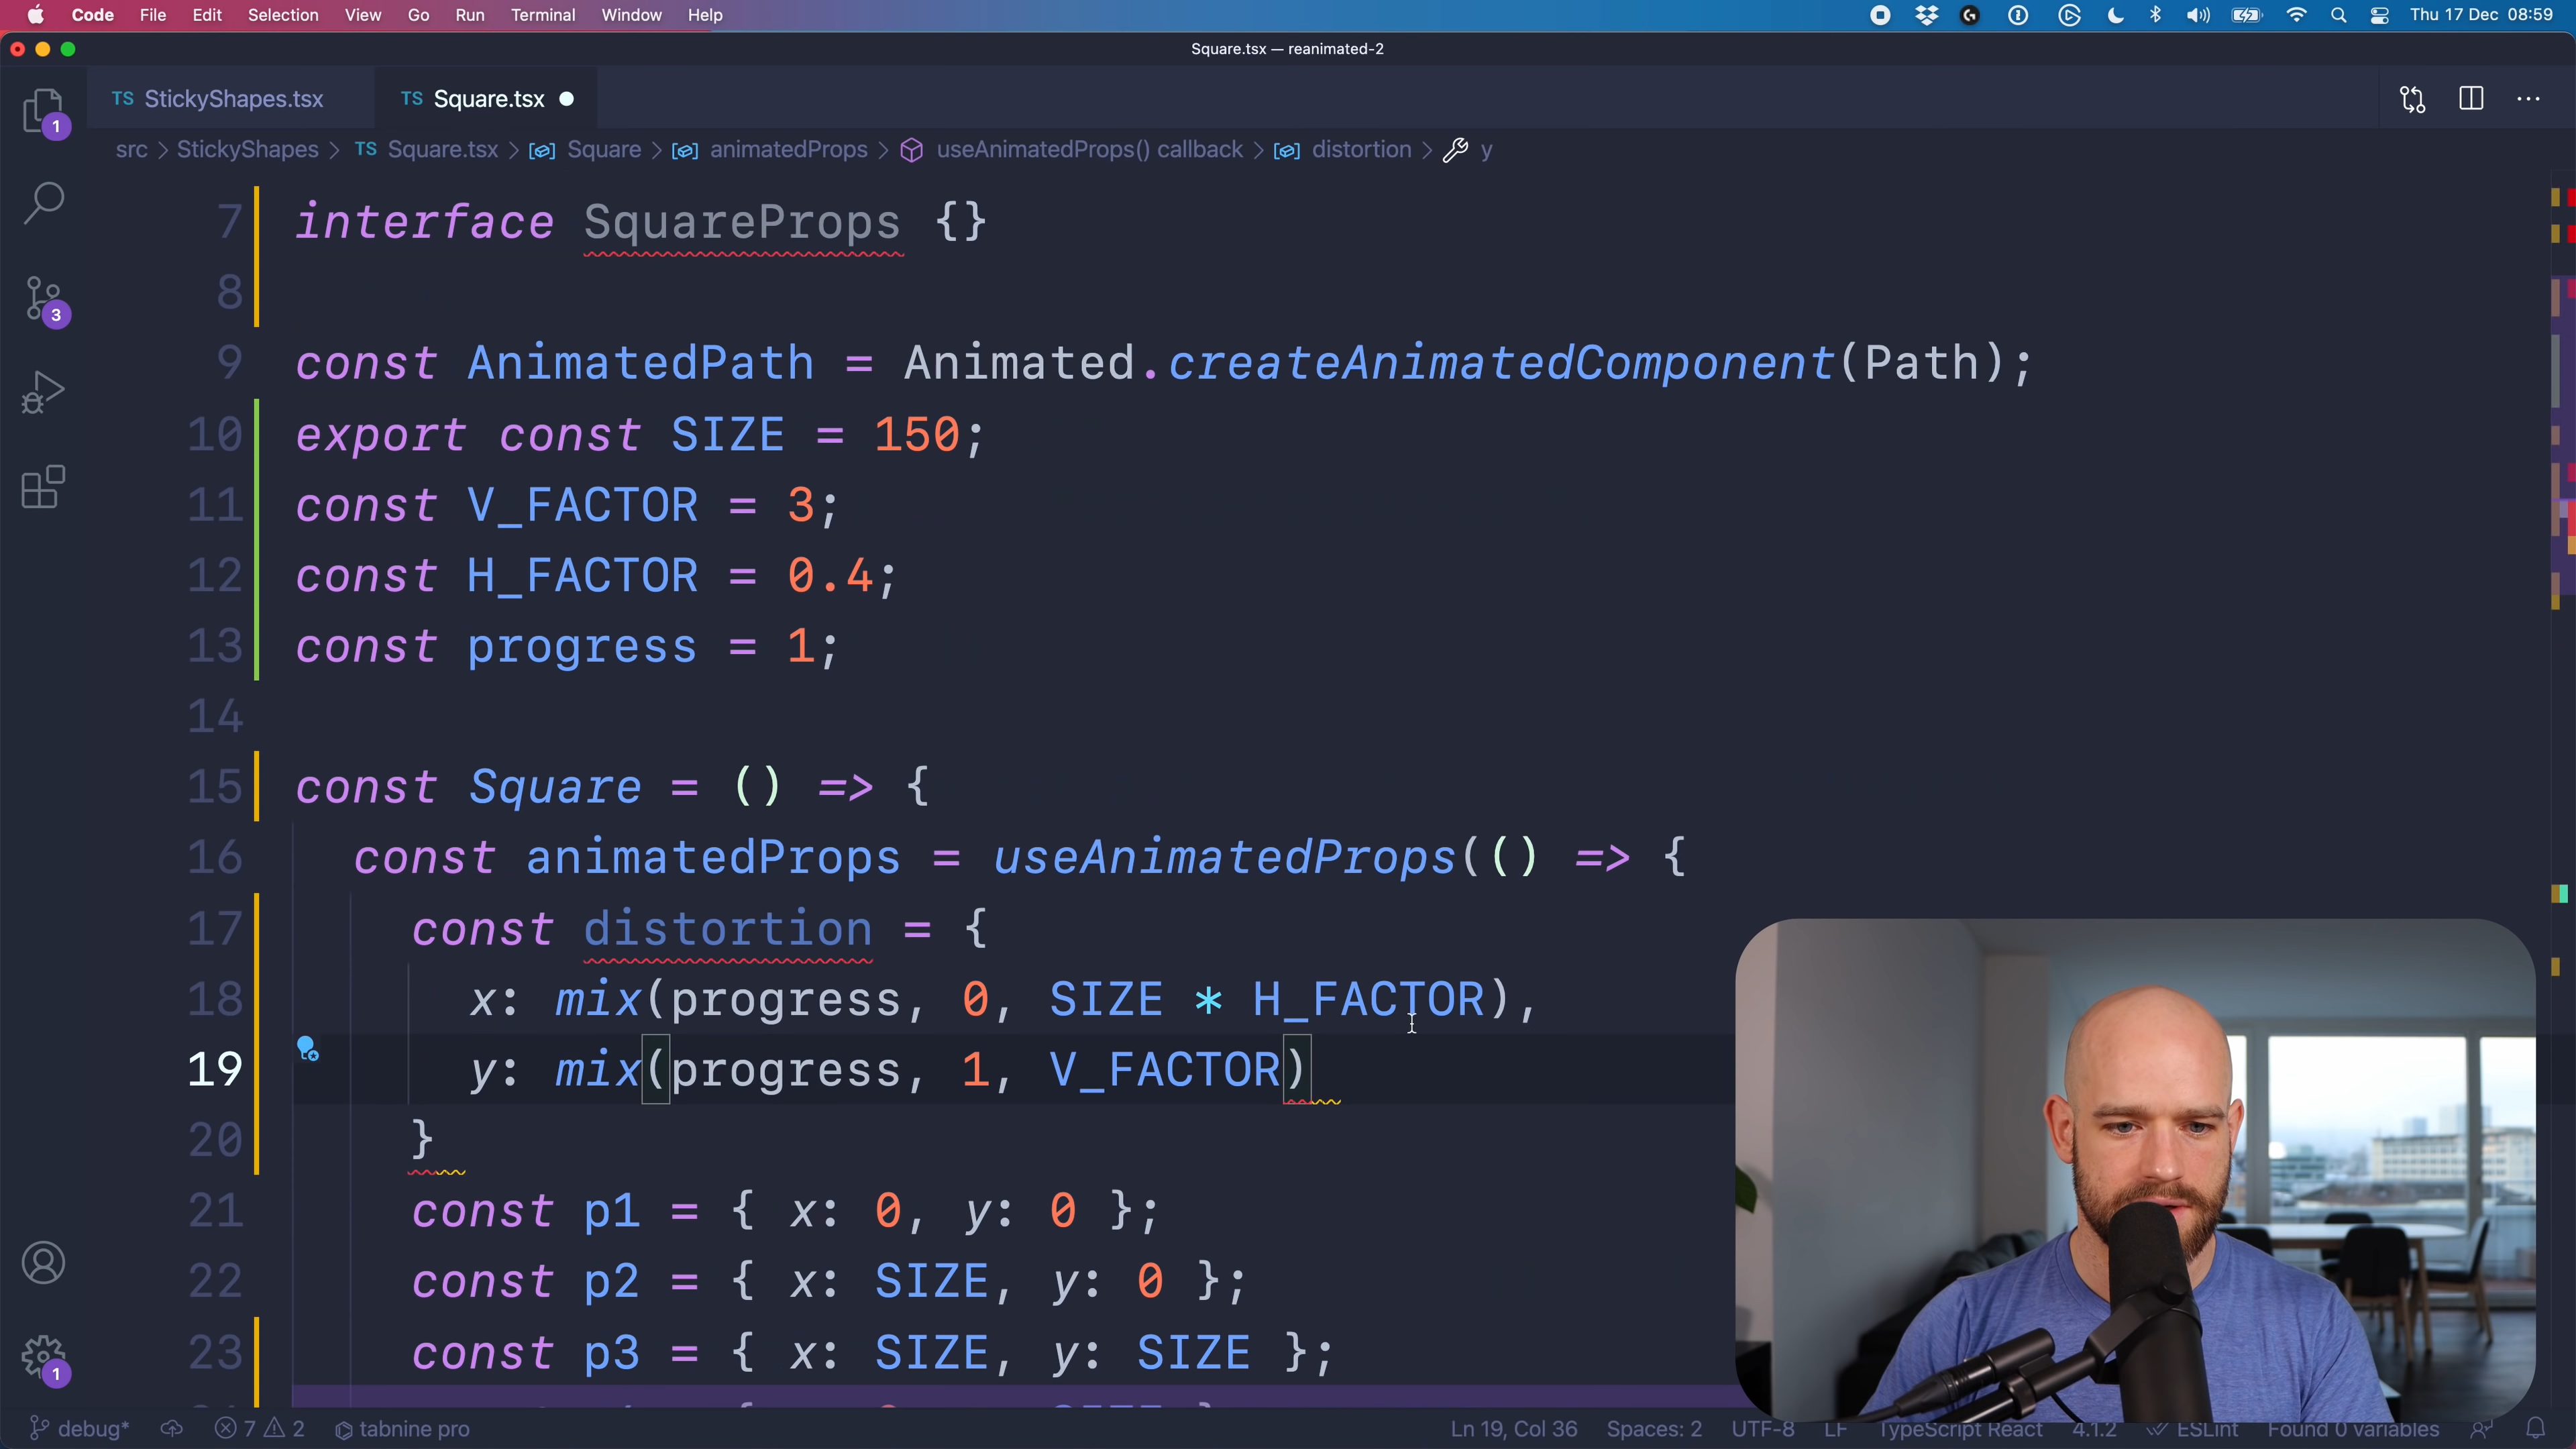 Code File Edit Selection View Go Run Terminal Window Help Thu 17 Dec 08:59
Square.tsx — reanimated-2
TS StickyShapes.tsx TS Square.tsx
src > StickyShapes > TS Square.tsx > Square > animatedProps > useAnimatedProps() callback > distortion > y
1
3
1
7 interface SquareProps {}
8
9 const AnimatedPath = Animated.createAnimatedComponent(Path);
10 export const SIZE = 150;
11 const V_FACTOR = 3;
12 const H_FACTOR = 0.4;
13 const progress = 1;
14
15 const Square = () => {
16 const animatedProps = useAnimatedProps(() => {
17 const distortion = {
18 x: mix(progress, 0, SIZE * H_FACTOR),
19 y: mix(progress, 1, V_FACTOR)
20 }
21 const p1 = { x: 0, y: 0 };
22 const p2 = { x: SIZE, y: 0 };
23 const p3 = { x: SIZE, y: SIZE };
debug* 7 2 tabnine pro Ln 19, Col 36 Spaces: 2 UTF-8 LF TypeScript React 4.1.2 ESLint Found 0 variables